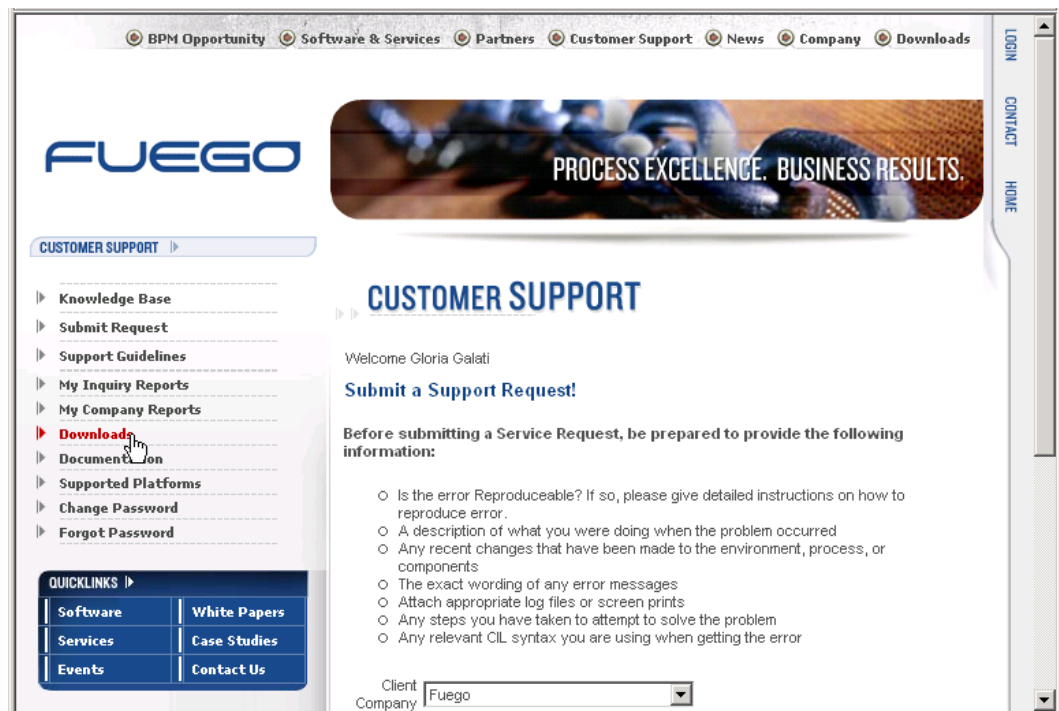 BPM Opportunity Software & Services Partners Customer Support News Company Downloads
LOGIN
CONTACT
HOME
FUEGO
PROCESS EXCELLENCE. BUSINESS RESULTS.
CUSTOMER SUPPORT
Knowledge Base
Submit Request
Support Guidelines
My Inquiry Reports
My Company Reports
Downloads
Documentation
Supported Platforms
Change Password
Forgot Password
QUICKLINKS
Software White Papers
Services Case Studies
Events Contact Us
CUSTOMER SUPPORT
Welcome Gloria Galati
Submit a Support Request!
Before submitting a Service Request, be prepared to provide the following
information:
Is the error Reproduceable? If so, please give detailed instructions on how to
reproduce error.
A description of what you were doing when the problem occurred
Any recent changes that have been made to the environment, process, or
components
The exact wording of any error messages
Attach appropriate log files or screen prints
Any steps you have taken to attempt to solve the problem
Any relevant CIL syntax you are using when getting the error
Client
Company Fuego